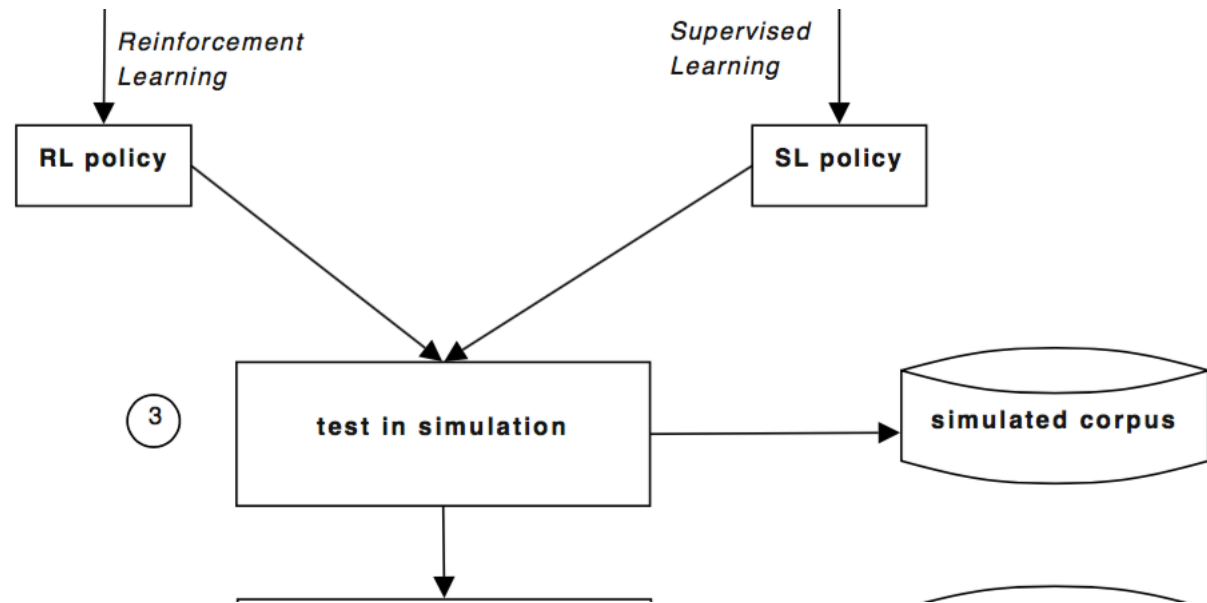 Reinforcement
Learning
Supervised
Learning
RL policy
SL policy
3
test in simulation
simulated corpus